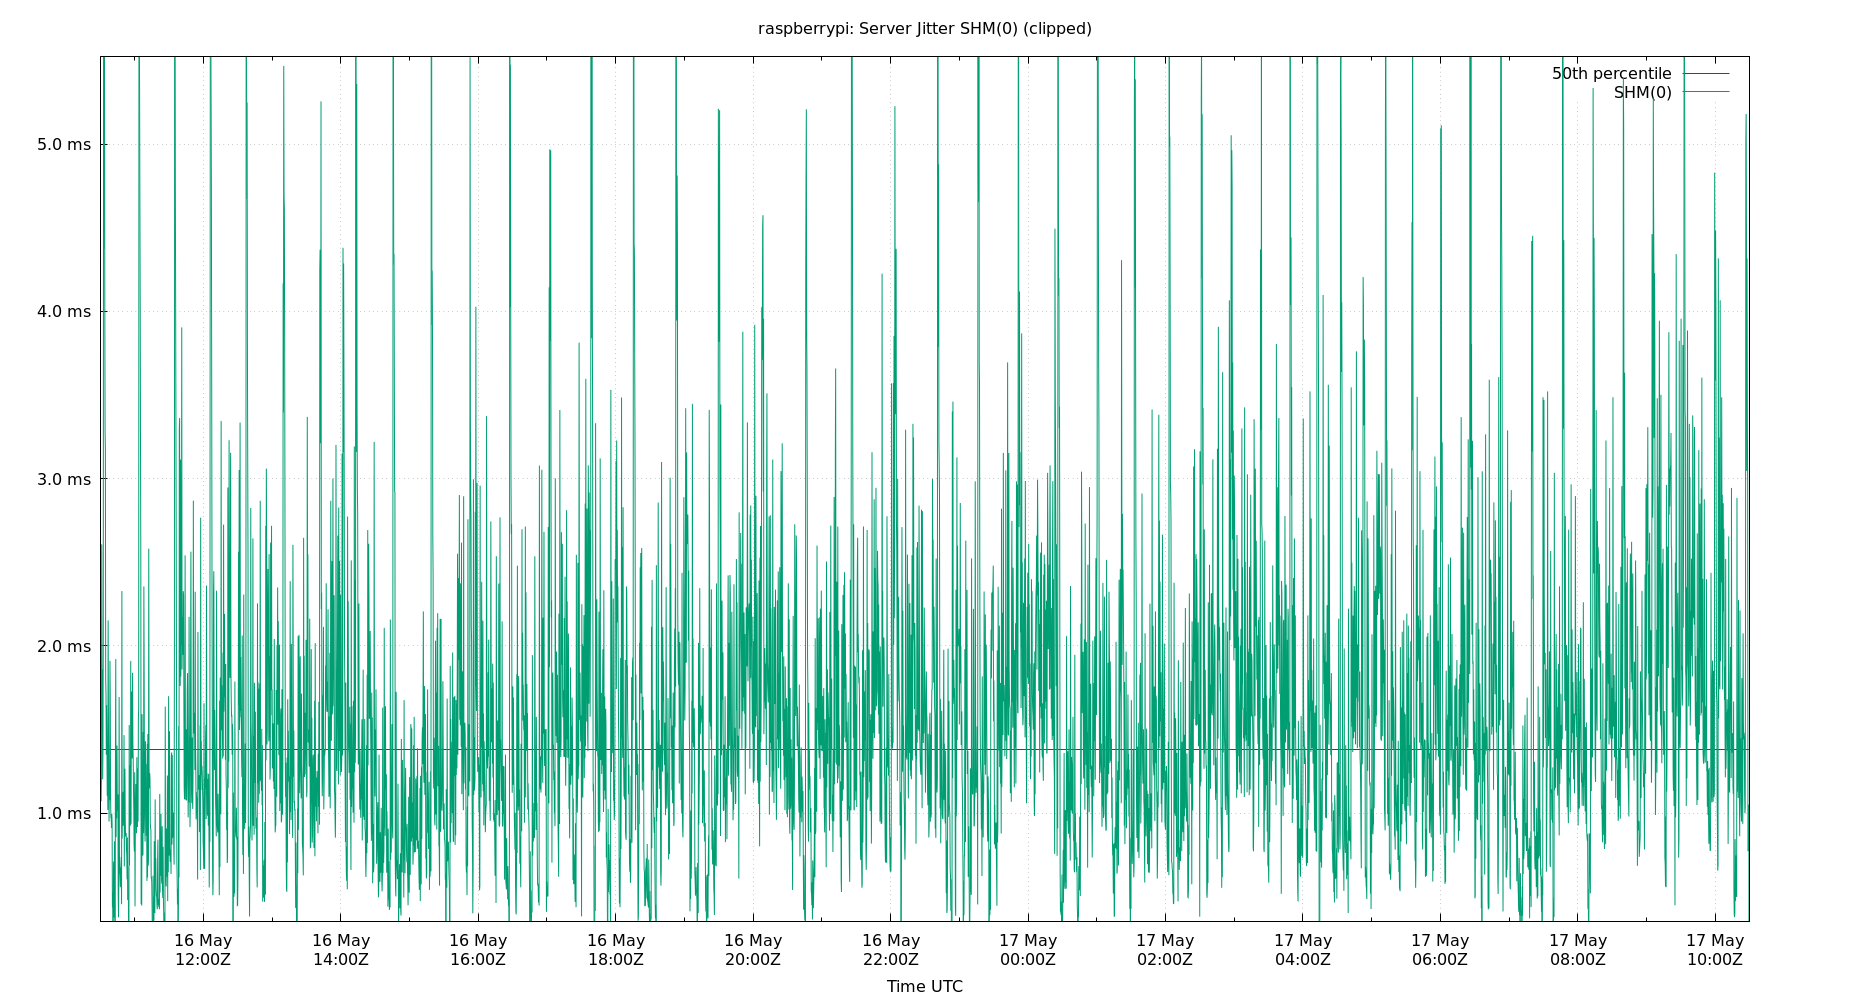 raspberrypi: Server Jitter SHM(0) (clipped)
50th percentile
SHM(0)
5.0 ms
4.0 ms
3.0 ms
2.0 ms
1.0 ms
16 May 16 May 16 May 16 May 16 May 16 May 17 May 17 May 17 May 17 May 17 May 17 May
12:00Z 14:00Z 16:00Z 18:00Z 20:00Z 22:00Z 00:00Z 02:00Z 04:00Z 06:00Z 08:00Z 10:00Z
Time UTC